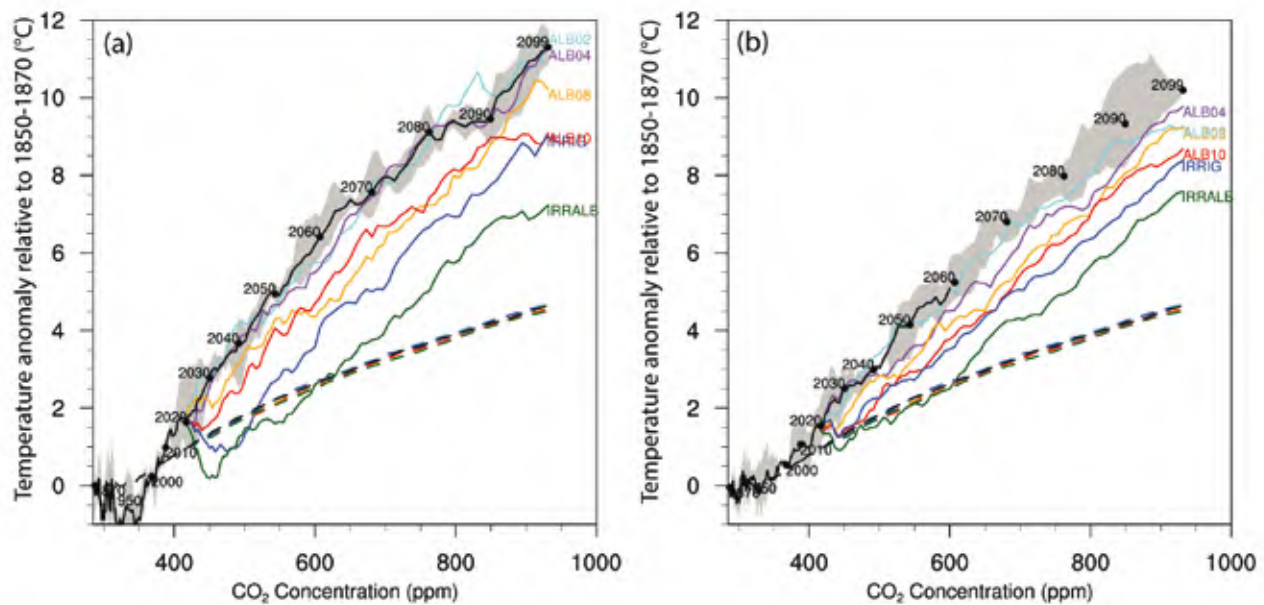 (a)
Temperature anomaly relative to 1850-1870 (°C)
12
10
8
6
4
2
0
2099
2090
2080
2070
2060
2050
2040
2030
2020
2010
2000
ALB02
ALB04
ALB08
ALB10
IRRIG
IRRALB
400 600 800 1000
CO2 Concentration (ppm)
(b)
Temperature anomaly relative to 1850-1870 (°C)
12
10
8
6
4
2
0
2099
2090
2080
2070
2060
2050
2040
2030
2020
2010
2000
ALB04
ALB10
IRRIG
IRRALB
400 600 800 1000
CO2 Concentration (ppm)